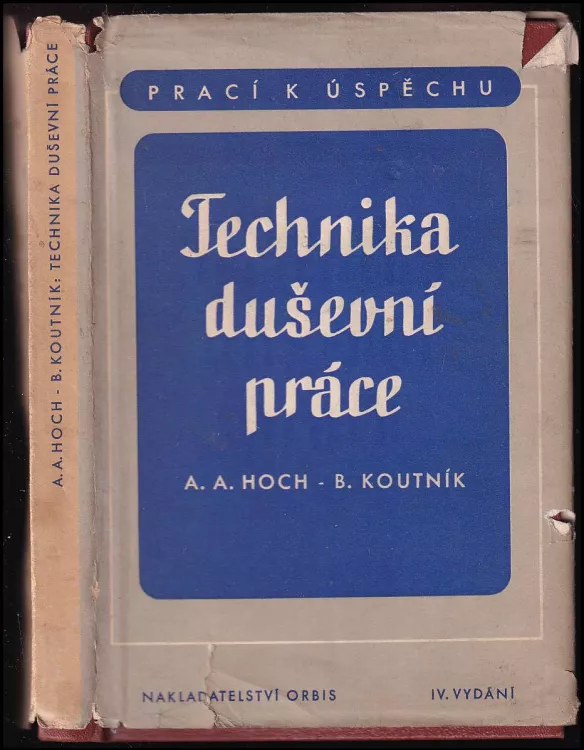 A. A. HOCH - B. KOUTNÍK: TECHNIKA DUŠEVNÍ PRÁCE
PRACÍ K ÚSPĚCHU
Technika
duševní
práce
A. A. HOCH - B. KOUTNÍK
NAKLADATELSTVÍ ORBIS
IV. VYDÁNÍ